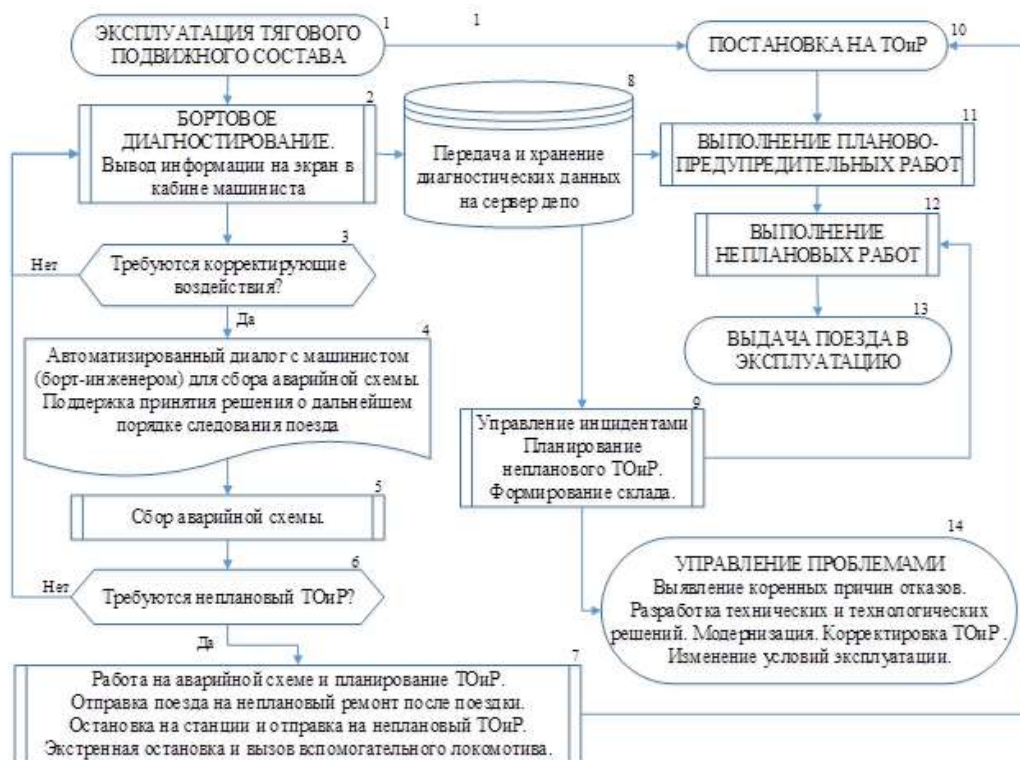 1
1
ЭКСПЛУАТАЦИЯ ТЯГОВОГО
ПОДВИЖНОГО СОСТАВА
2
БОРТОВОЕ
ДИАГНОСТИРОВАНИЕ.
Вывод информации на экран в
кабине машиниста
3
Требуются корректирующие
воздействия?
Нет
Да
4
Автоматизированный диалог с машинистом
(борт-инженером) для сбора аварийной схемы.
Поддержка принятия решения о дальнейшем
порядке следования поезда
5
Сбор аварийной схемы.
6
Требуются неплановый ТОиР?
Нет
Да
7
Работа на аварийной схеме и планирование ТОиР.
Отправка поезда на неплановый ремонт после поездки.
Остановка на станции и отправка на неплановый ТОиР.
Экстренная остановка и вызов вспомогательного локомотива.
8
Передача и хранение
диагностических данных
на сервер депо
9
Управление инцидентами
Планирование
непланового ТОиР.
Формирование склада.
10
ПОСТАНОВКА НА ТОиР
11
ВЫПОЛНЕНИЕ ПЛАНОВО-
ПРЕДУПРЕДИТЕЛЬНЫХ РАБОТ
12
ВЫПОЛНЕНИЕ
НЕПЛАНОВЫХ РАБОТ
13
ВЫДАЧА ПОЕЗДА В
ЭКСПЛУАТАЦИЮ
14
УПРАВЛЕНИЕ ПРОБЛЕМАМИ
Выявление коренных причин отказов.
Разработка технических и технологических
решений. Модернизация. Корректировка ТОиР .
Изменение условий эксплуатации.